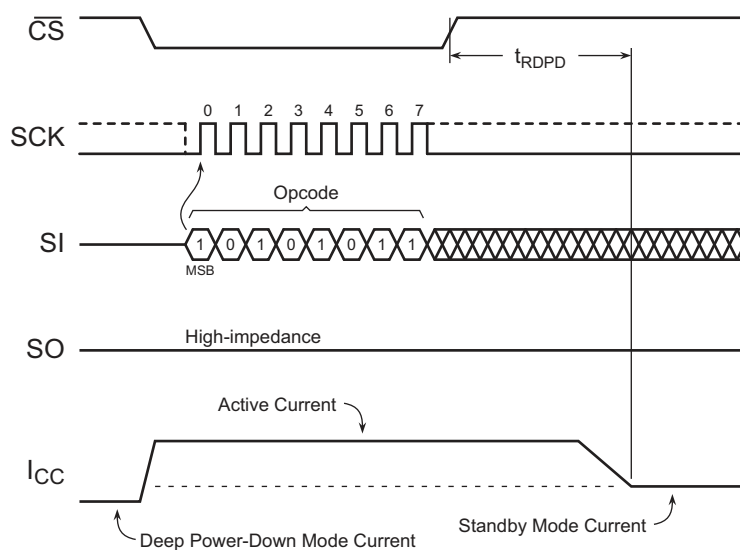 CS
tRDPD
0 1 2 3 4 5 6 7
SCK
Opcode
SI
1 0 1 0 1 0 1 1
MSB
High-impedance
SO
Active Current
ICC
Standby Mode Current
Deep Power-Down Mode Current